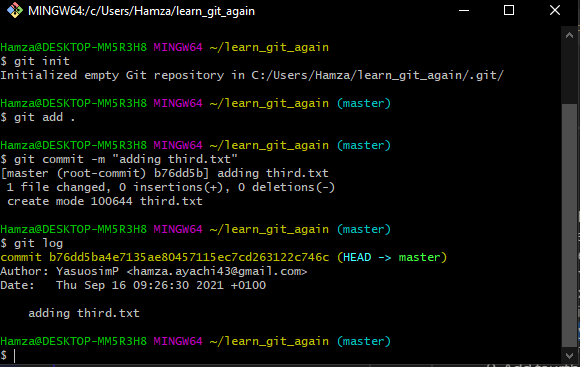 MINGW64:/c/Users/Hamza/learn_git_again
Hamza@DESKTOP-MM5R3H8 MINGW64 ~/learn_git_again
$ git init
Initialized empty Git repository in C:/Users/Hamza/learn_git_again/.git/
Hamza@DESKTOP-MM5R3H8 MINGW64 ~/learn_git_again (master)
$ git add .
Hamza@DESKTOP-MM5R3H8 MINGW64 ~/learn_git_again (master)
$ git commit -m "adding third.txt"
[master (root-commit) b76dd5b] adding third.txt
1 file changed, 0 insertions(+), 0 deletions(-)
create mode 100644 third.txt
Hamza@DESKTOP-MM5R3H8 MINGW64 ~/learn_git_again (master)
$ git log
commit b76dd5ba4e7135ae80457115ec7cd263122c746c (HEAD -> master)
Author: YasuosimP <hamza.ayachi43@gmail.com>
Date:   Thu Sep 16 09:26:30 2021 +0100
adding third.txt
Hamza@DESKTOP-MM5R3H8 MINGW64 ~/learn_git_again (master)
$